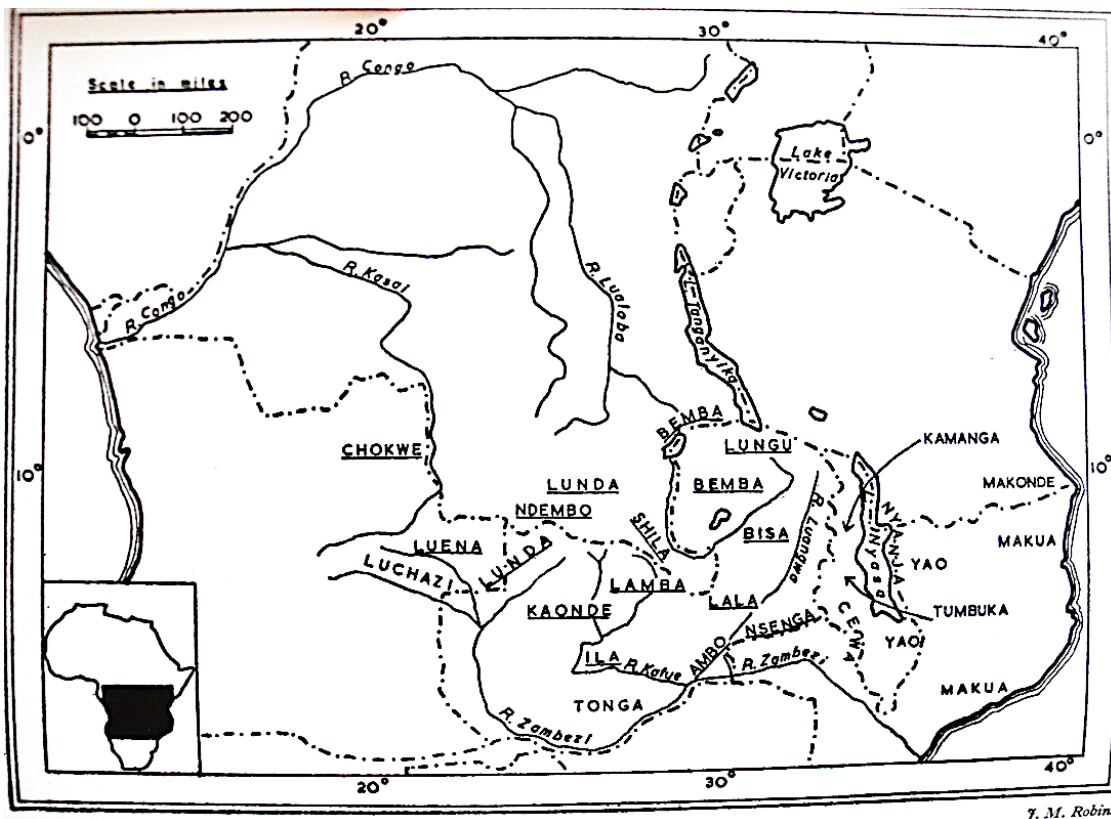 20°
30°
40°
Scale in miles
100 0 100 200
R. Congo
0°
0°
Lake
Victoria
R. Kasai
R. Lualaba
R. Congo
L. Tanganyika
BEMBA
CHOKWE
LUNGU
KAMANGA
10°
10°
LUNDA
BEMBA
MAKONDE
NDEMBO
SHILA
BISA
R. Luangwa
L. Nyasa
NYANJA
MAKUA
LUENA
LUNDA
YAO
LUCHAZI
LAMBA
KAONDE
LALA
TUMBUKA
NSENGA
CEWA
YAO
ILA
R. Kafue
AMBO
R. Zambezi
MAKUA
TONGA
R. Zambezi
20°
30°
40°
J. M. Robin